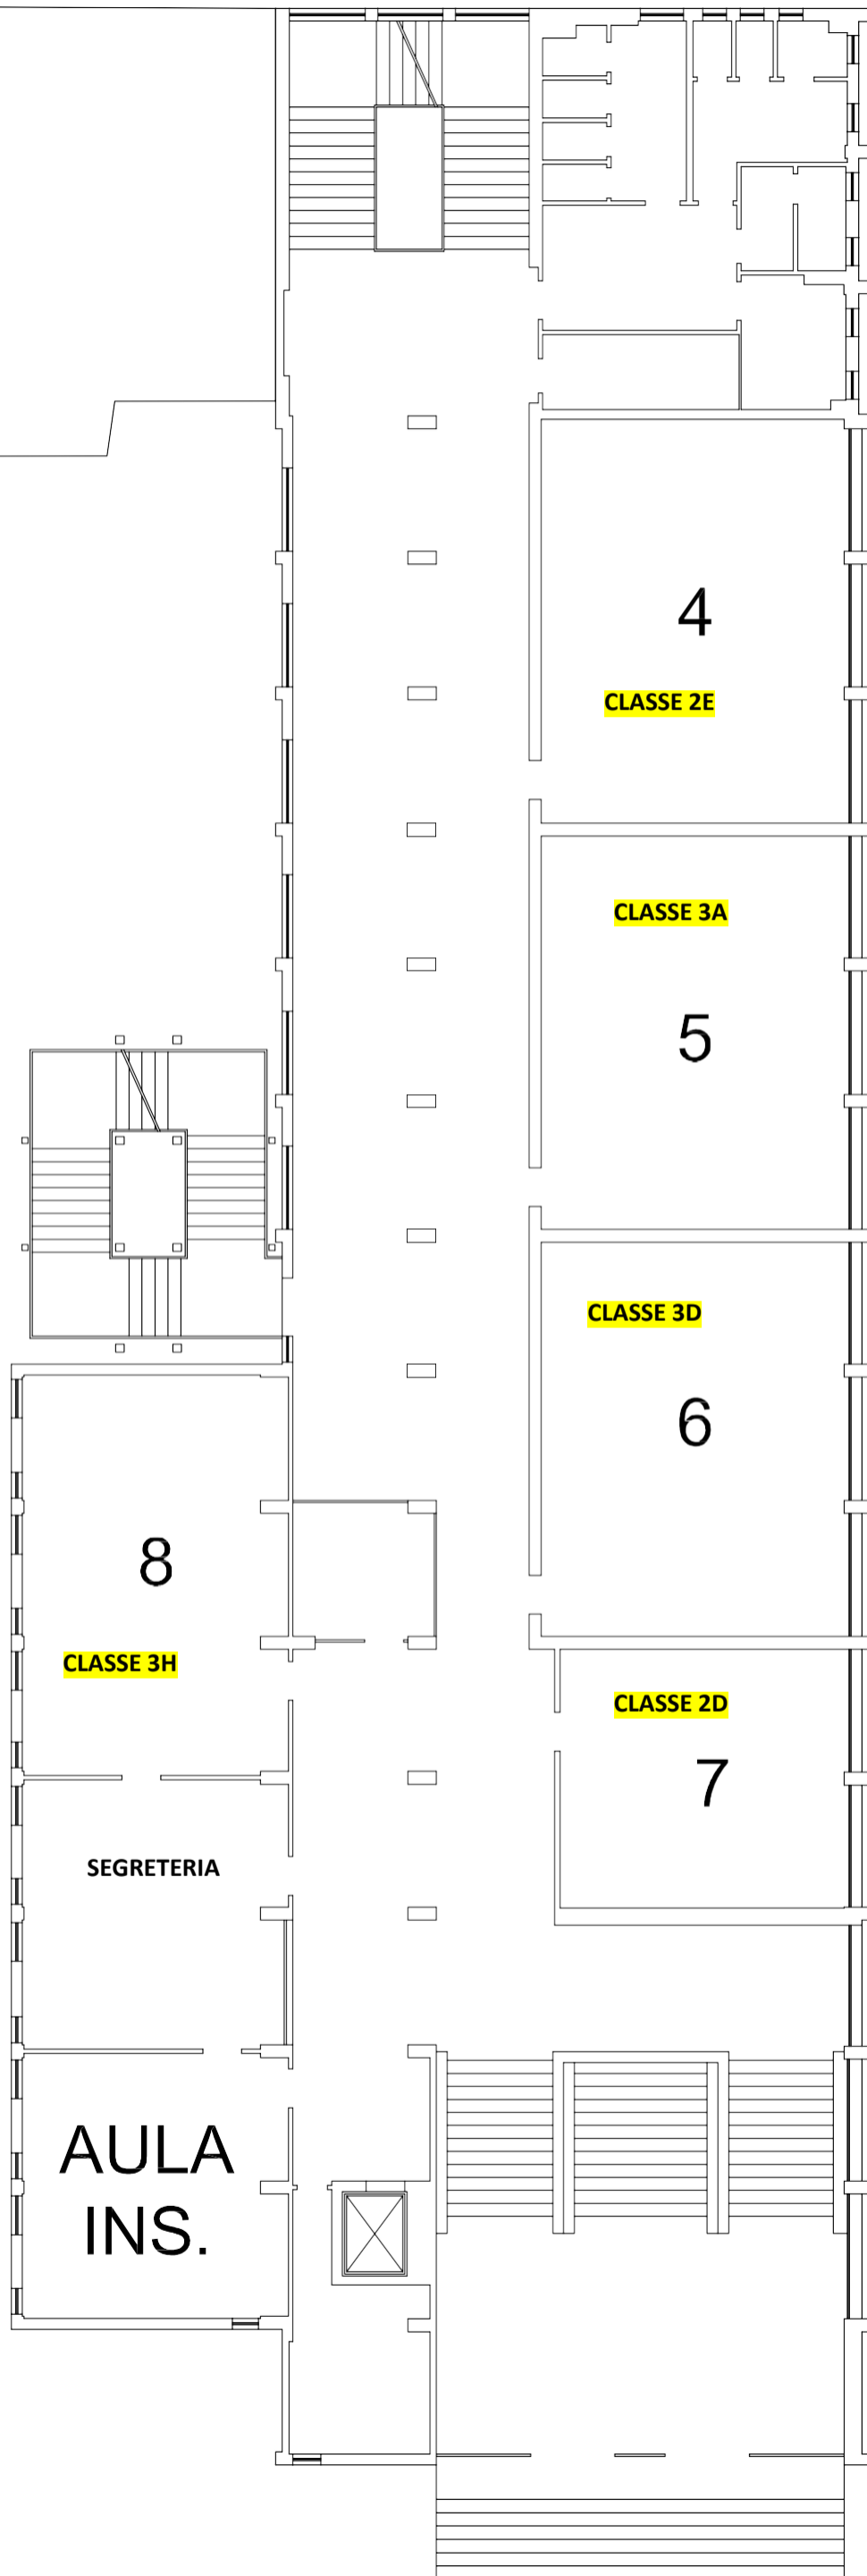 4
CLASSE 2E
CLASSE 3A
5
CLASSE 3D
6
8
CLASSE 3H
CLASSE 2D
7
SEGRETERIA
AULA
INS.